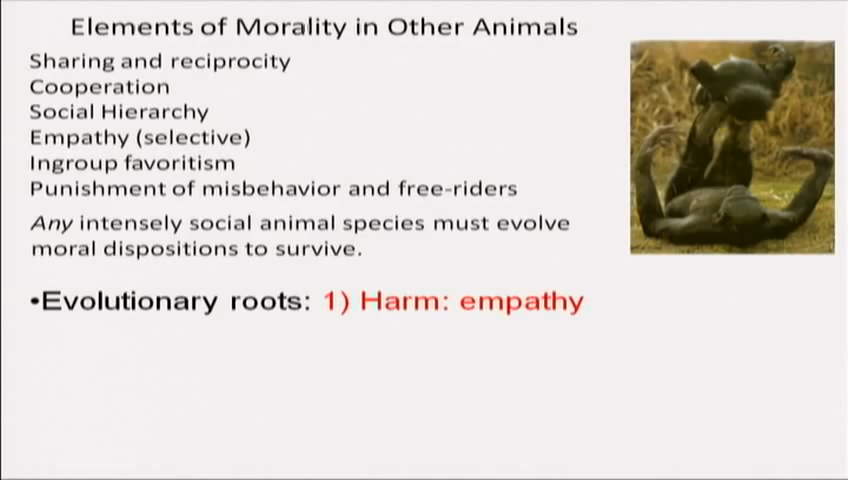 Elements of Morality in Other Animals
Sharing and reciprocity
Cooperation
Social Hierarchy
Empathy (selective)
Ingroup favoritism
Punishment of misbehavior and free-riders
Any intensely social animal species must evolve
moral dispositions to survive.
•Evolutionary roots: 1) Harm: empathy